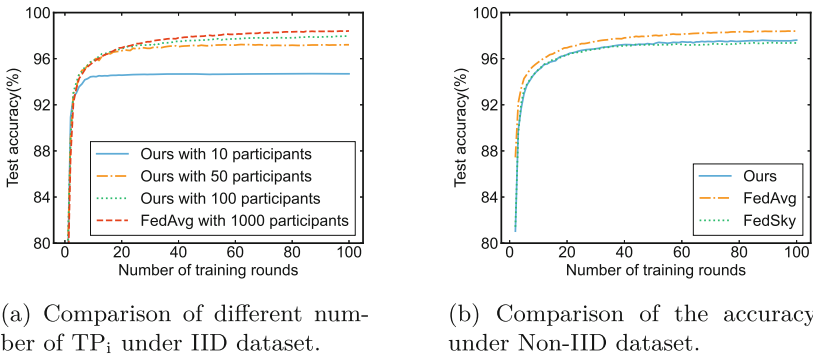 100
96
92
88
84
80
Test accuracy(%)
Ours with 10 participants
Ours with 50 participants
Ours with 100 participants
FedAvg with 1000 participants
0 20 40 60 80 100
Number of training rounds
(a) Comparison of different num-
ber of TPi under IID dataset.
100
96
92
88
84
80
Test accuracy(%)
Ours
FedAvg
FedSky
0 20 40 60 80 100
Number of training rounds
(b) Comparison of the accuracy
under Non-IID dataset.